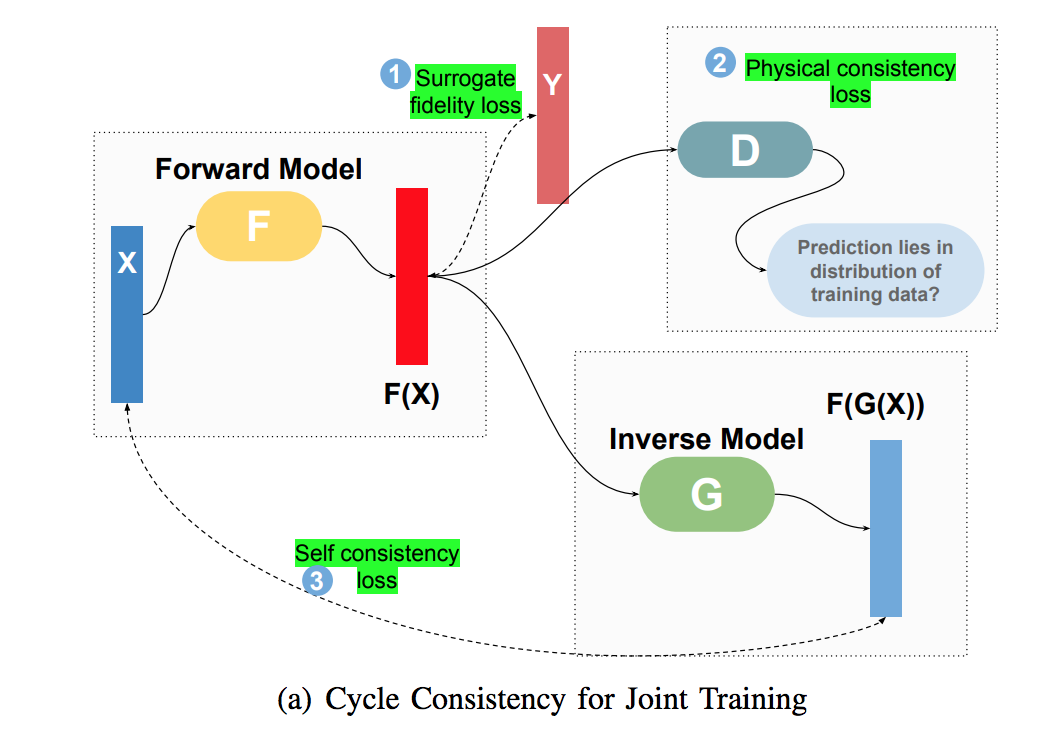 1
Surrogate
fidelity loss
Y
2
Physical consistency
loss
D
Prediction lies in
distribution of
training data?
Forward Model
F
X
F(X)
F(G(X))
Inverse Model
G
Self consistency
3
loss
(a) Cycle Consistency for Joint Training